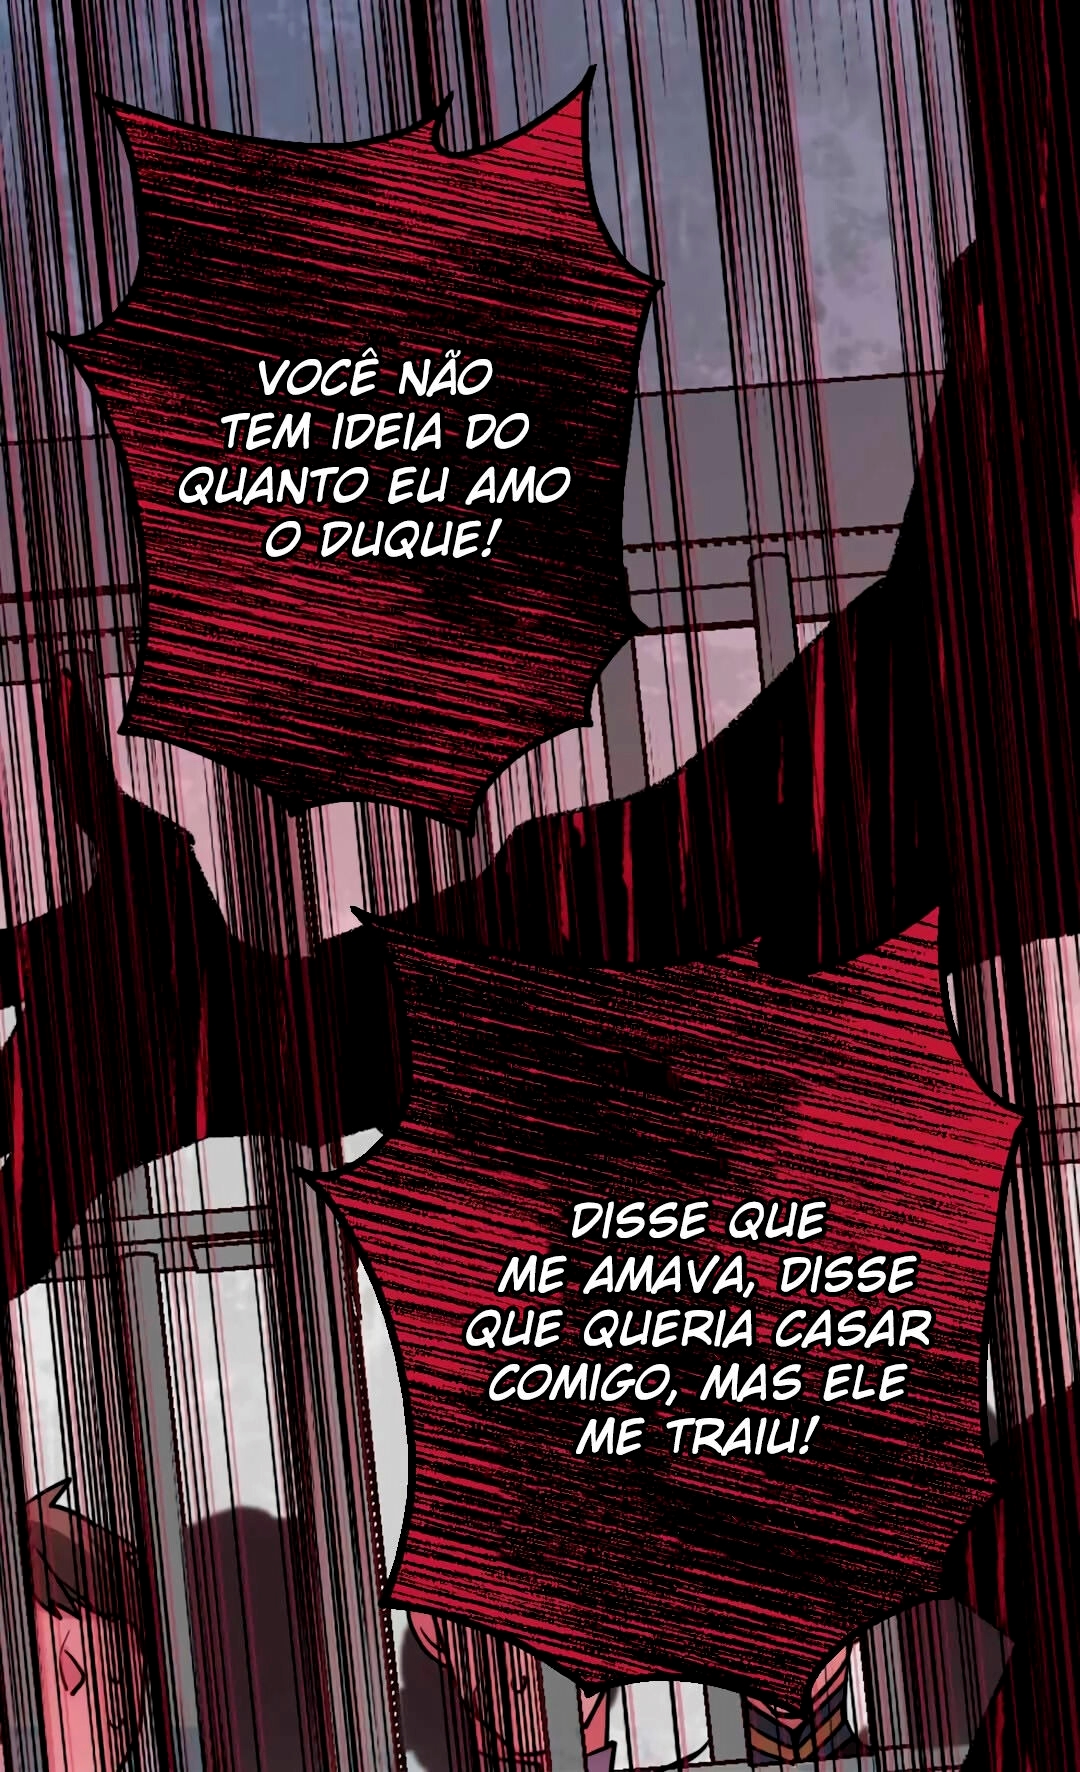 VOCÊ NÃO
TEM IDEIA DO
QUANTO EU AMO
O DUQUE!
DISSE QUE
ME AMAVA, DISSE
QUE QUERIA CASAR
COMIGO, MAS ELE
ME TRAIU!